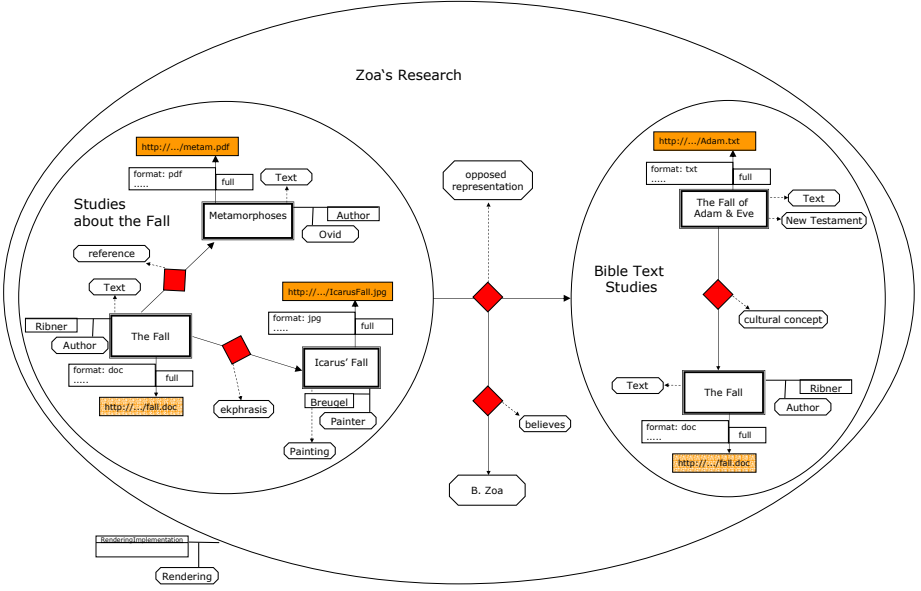 Zoa‘s Research
Studies
about the Fall
http://.../metam.pdf
format: pdf
.....
full
Text
Metamorphoses
Author
Ovid
reference
Text
Ribner
Author
The Fall
format: doc
.....
full
http://.../fall.doc
ekphrasis
http://.../IcarusFall.jpg
format: jpg
.....
full
Icarus’ Fall
Breugel
Painter
Painting
opposed
representation
believes
B. Zoa
Bible Text
Studies
http://.../Adam.txt
format: txt
.....
full
The Fall of
Adam & Eve
Text
New Testament
cultural concept
Text
The Fall
Ribner
Author
format: doc
.....
full
http://.../fall.doc
RenderingImplementation
Rendering